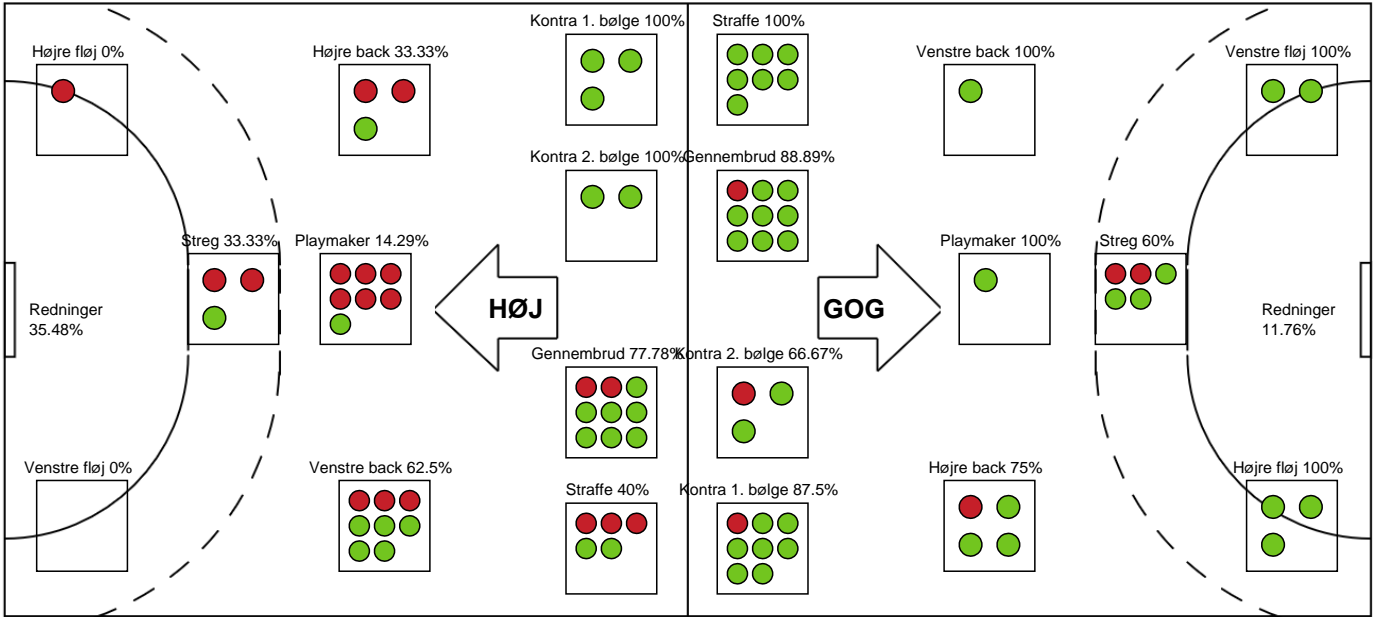 Kontra 1. bølge 100%
Straffe 100%
Højre fløj 0%
Højre back 33.33%
Venstre back 100%
Venstre fløj 100%
Kontra 2. bølge 100%
Gennembrud 88.89%
Streg 33.33%
Playmaker 14.29%
Playmaker 100%
Streg 60%
Redninger
35.48%
HØJ
GOG
Redninger
11.76%
Gennembrud 77.78%
Kontra 2. bølge 66.67%
Venstre fløj 0%
Venstre back 62.5%
Straffe 40%
Kontra 1. bølge 87.5%
Højre back 75%
Højre fløj 100%